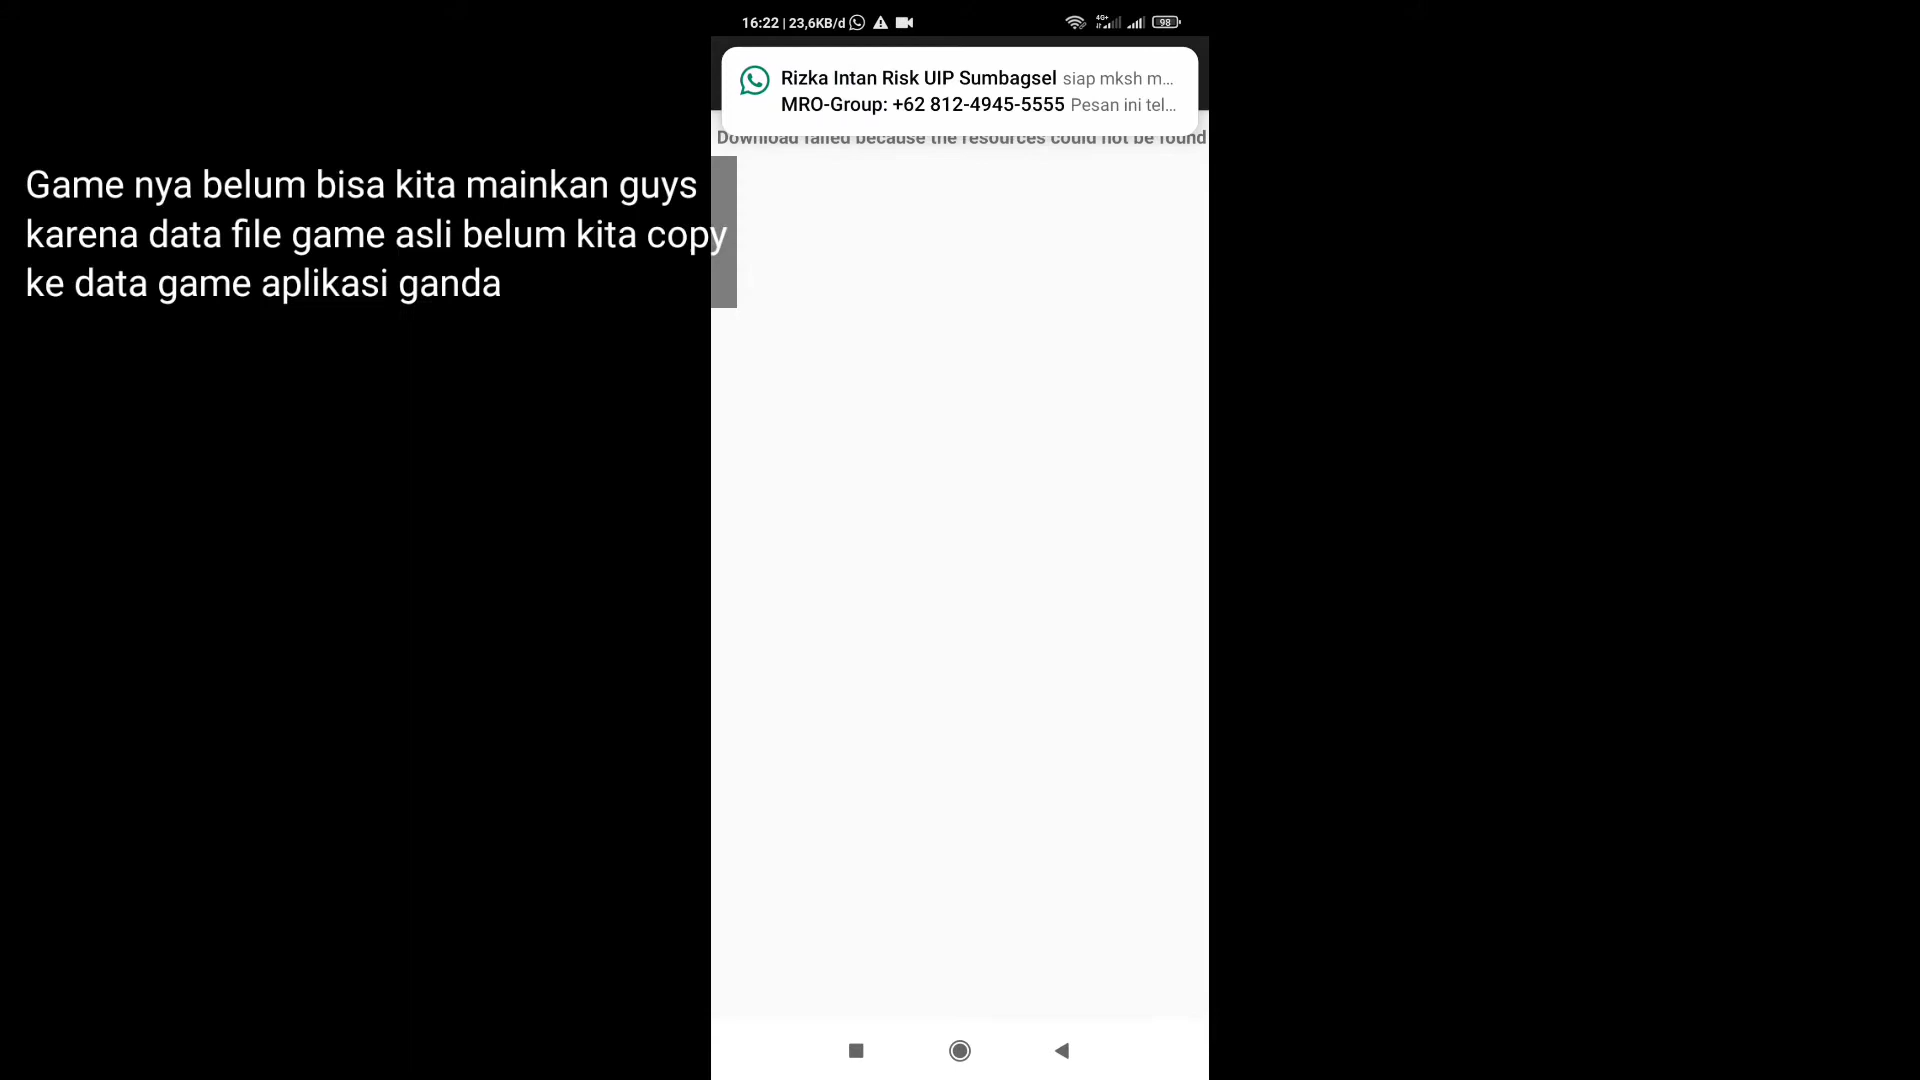 16:22 | 23,6KB/d
4G+
98
Rizka Intan Risk UIP Sumbagsel siap mksh m...
MRO-Group: +62 812-4945-5555 Pesan ini tel...
Download failed because the resources could not be found
Game nya belum bisa kita mainkan guys
karena data file game asli belum kita copy
ke data game aplikasi ganda